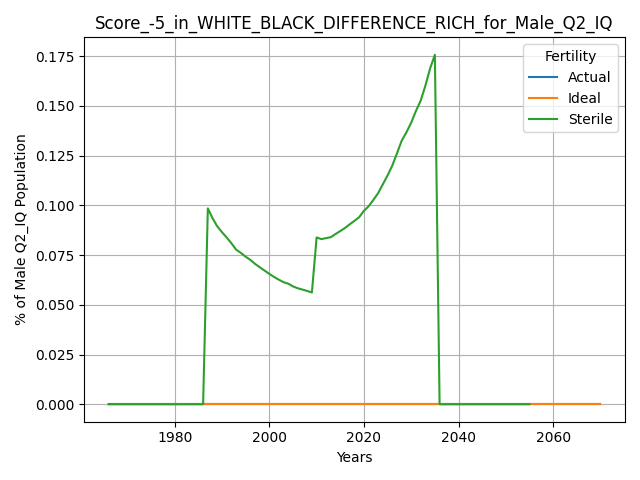 Score_-5_in_WHITE_BLACK_DIFFERENCE_RICH_for_Male_Q2_IQ
Fertility
Actual
Ideal
Sterile
% of Male Q2_IQ Population
0.175
0.150
0.125
0.100
0.075
0.050
0.025
0.000
1980
2000
2020
2040
2060
Years